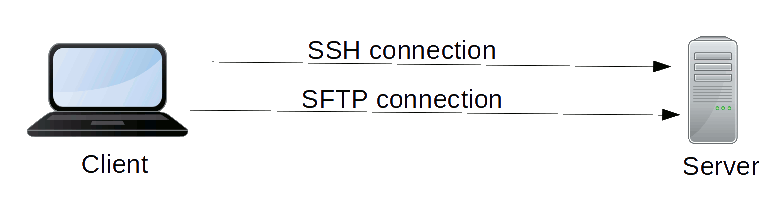 SSH connection
SFTP connection
Client
Server